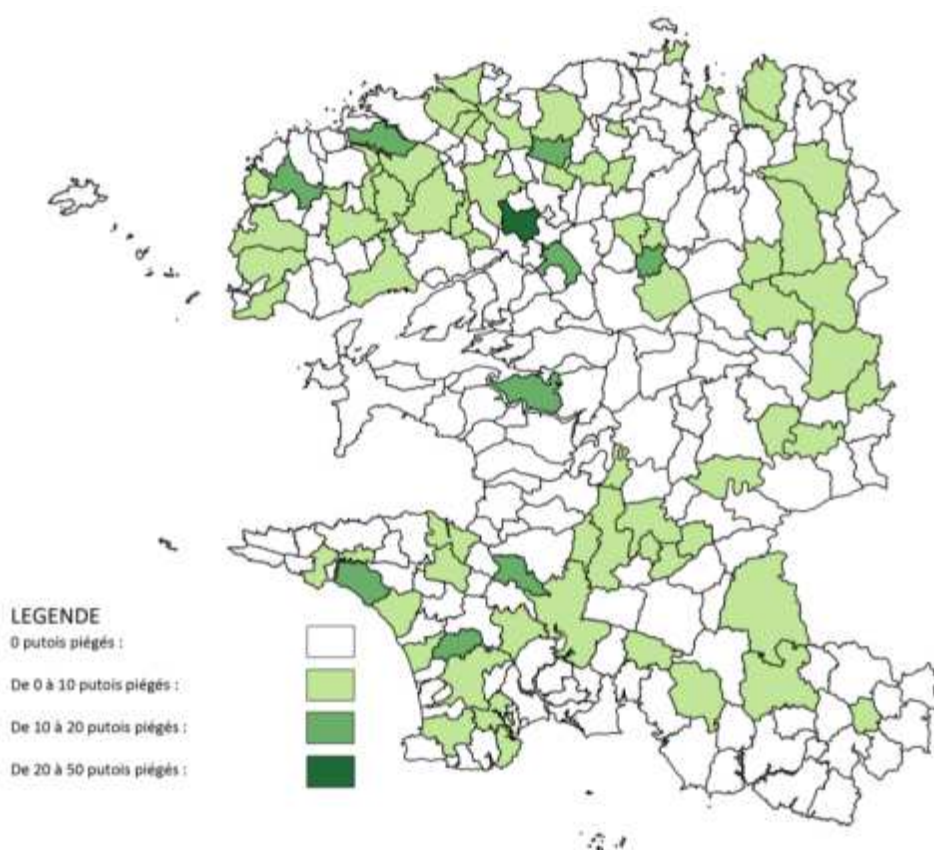 LEGENDE
0 putois piégés :
De 0 à 10 putois piégés :
De 10 à 20 putois piégés :
De 20 à 50 putois piégés :